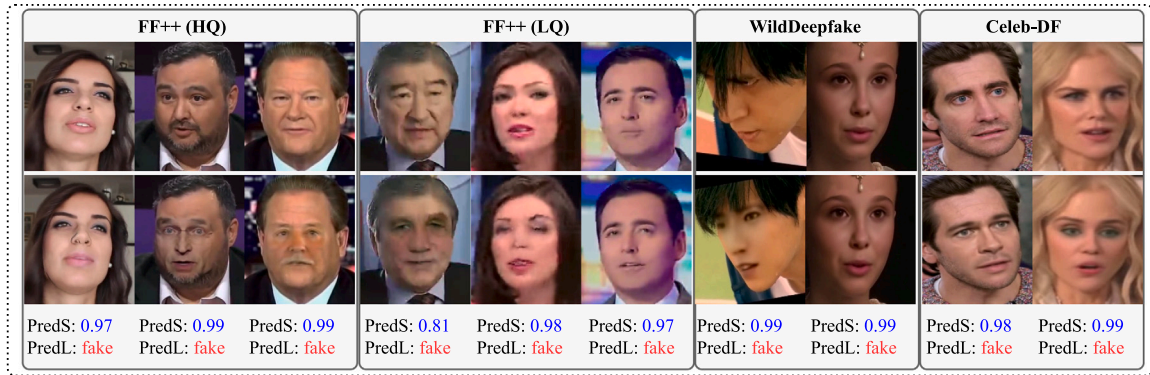 FF++ (HQ)
FF++ (LQ)
WildDeepfake
Celeb-DF
PredS: 0.97 PredS: 0.99 PredS: 0.99
PredL: fake PredL: fake PredL: fake
PredS: 0.81 PredS: 0.98 PredS: 0.97
PredL: fake PredL: fake PredL: fake
PredS: 0.99 PredS: 0.99
PredL: fake PredL: fake
PredS: 0.98 PredS: 0.99
PredL: fake PredL: fake